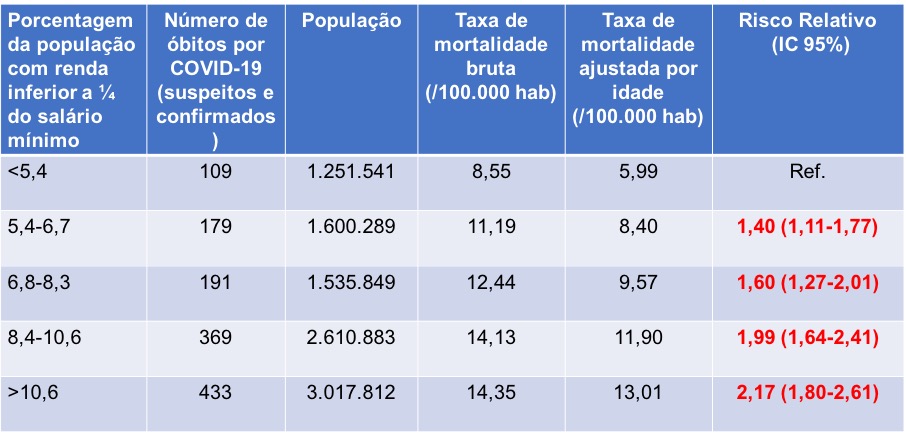 Porcentagem da população com renda inferior a ¼ do salário mínimo | Número de óbitos por COVID-19 (suspeitos e confirmados) | População | Taxa de mortalidade bruta (/100.000 hab) | Taxa de mortalidade ajustada por idade (/100.000 hab) | Risco Relativo (IC 95%)
<5,4 | 109 | 1.251.541 | 8,55 | 5,99 | Ref.
5,4-6,7 | 179 | 1.600.289 | 11,19 | 8,40 | 1,40 (1,11-1,77)
6,8-8,3 | 191 | 1.535.849 | 12,44 | 9,57 | 1,60 (1,27-2,01)
8,4-10,6 | 369 | 2.610.883 | 14,13 | 11,90 | 1,99 (1,64-2,41)
>10,6 | 433 | 3.017.812 | 14,35 | 13,01 | 2,17 (1,80-2,61)